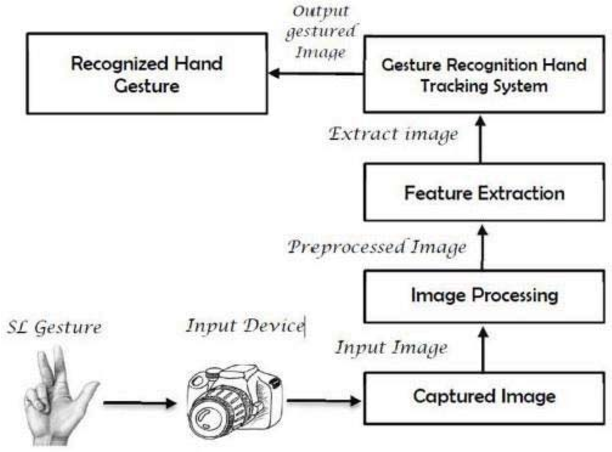 Output
gestured
Image
Recognized Hand
Gesture
Gesture Recognition Hand
Tracking System
Extract image
Feature Extraction
Preprocessed Image
Image Processing
SL Gesture
Input Device
Input Image
Captured Image